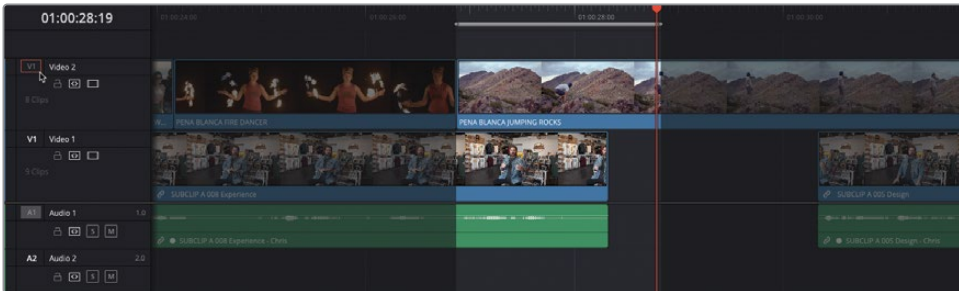 01:00:28:19
01:00:24:00
01:00:26:00
01:00:28:00
01:00:30:00
V1 Video 2
8 Clips
W... PENA BLANCA FIRE DANCER PENA BLANCA JUMPING ROCKS
V1 Video 1
9 Clips
SUBCLIP A 008 Experience SUBCLIP A 005 Design
A1 Audio 1 1.0
S M
SUBCLIP A 008 Experience - Chris SUBCLIP A 005 Design - Chris
A2 Audio 2 2.0
S M